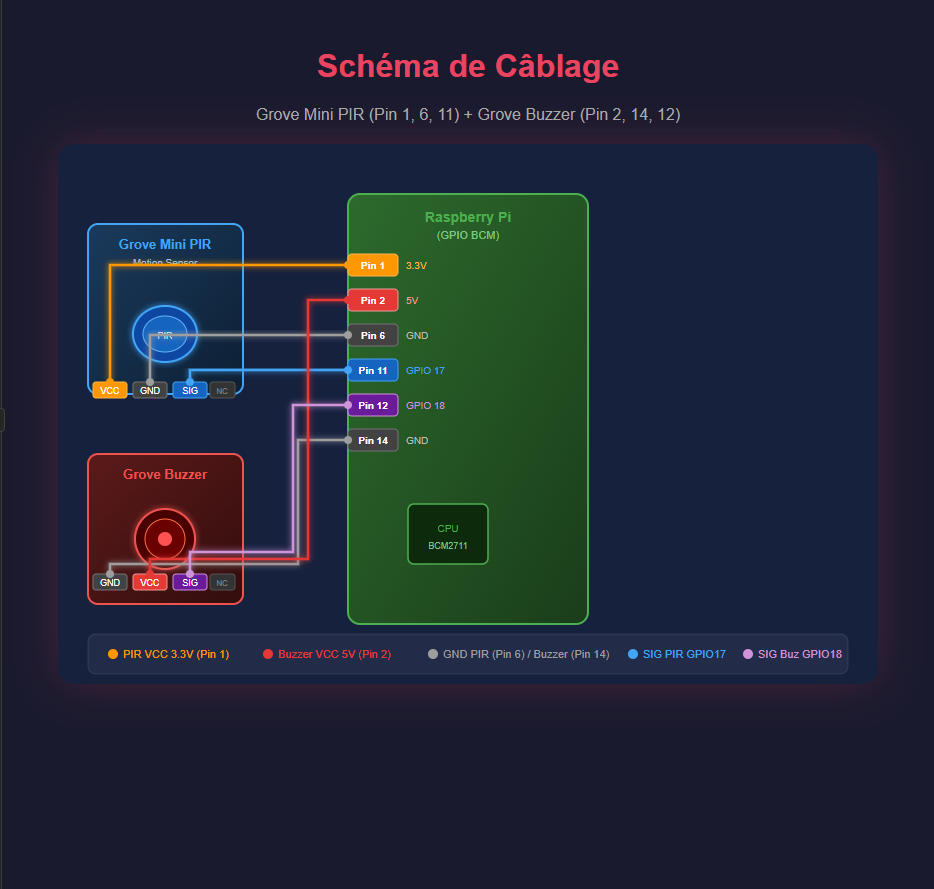 Schéma de Câblage
Grove Mini PIR (Pin 1, 6, 11) + Grove Buzzer (Pin 2, 14, 12)
Raspberry Pi
(GPIO BCM)
Grove Mini PIR
Motion Sensor
Pin 1 3.3V
Pin 2 5V
PIR
Pin 6 GND
Pin 11 GPIO 17
VCC GND SIG NC
Pin 12 GPIO 18
Pin 14 GND
Grove Buzzer
CPU
BCM2711
GND VCC SIG NC
PIR VCC 3.3V (Pin 1) Buzzer VCC 5V (Pin 2) GND PIR (Pin 6) / Buzzer (Pin 14) SIG PIR GPIO17 SIG Buz GPIO18